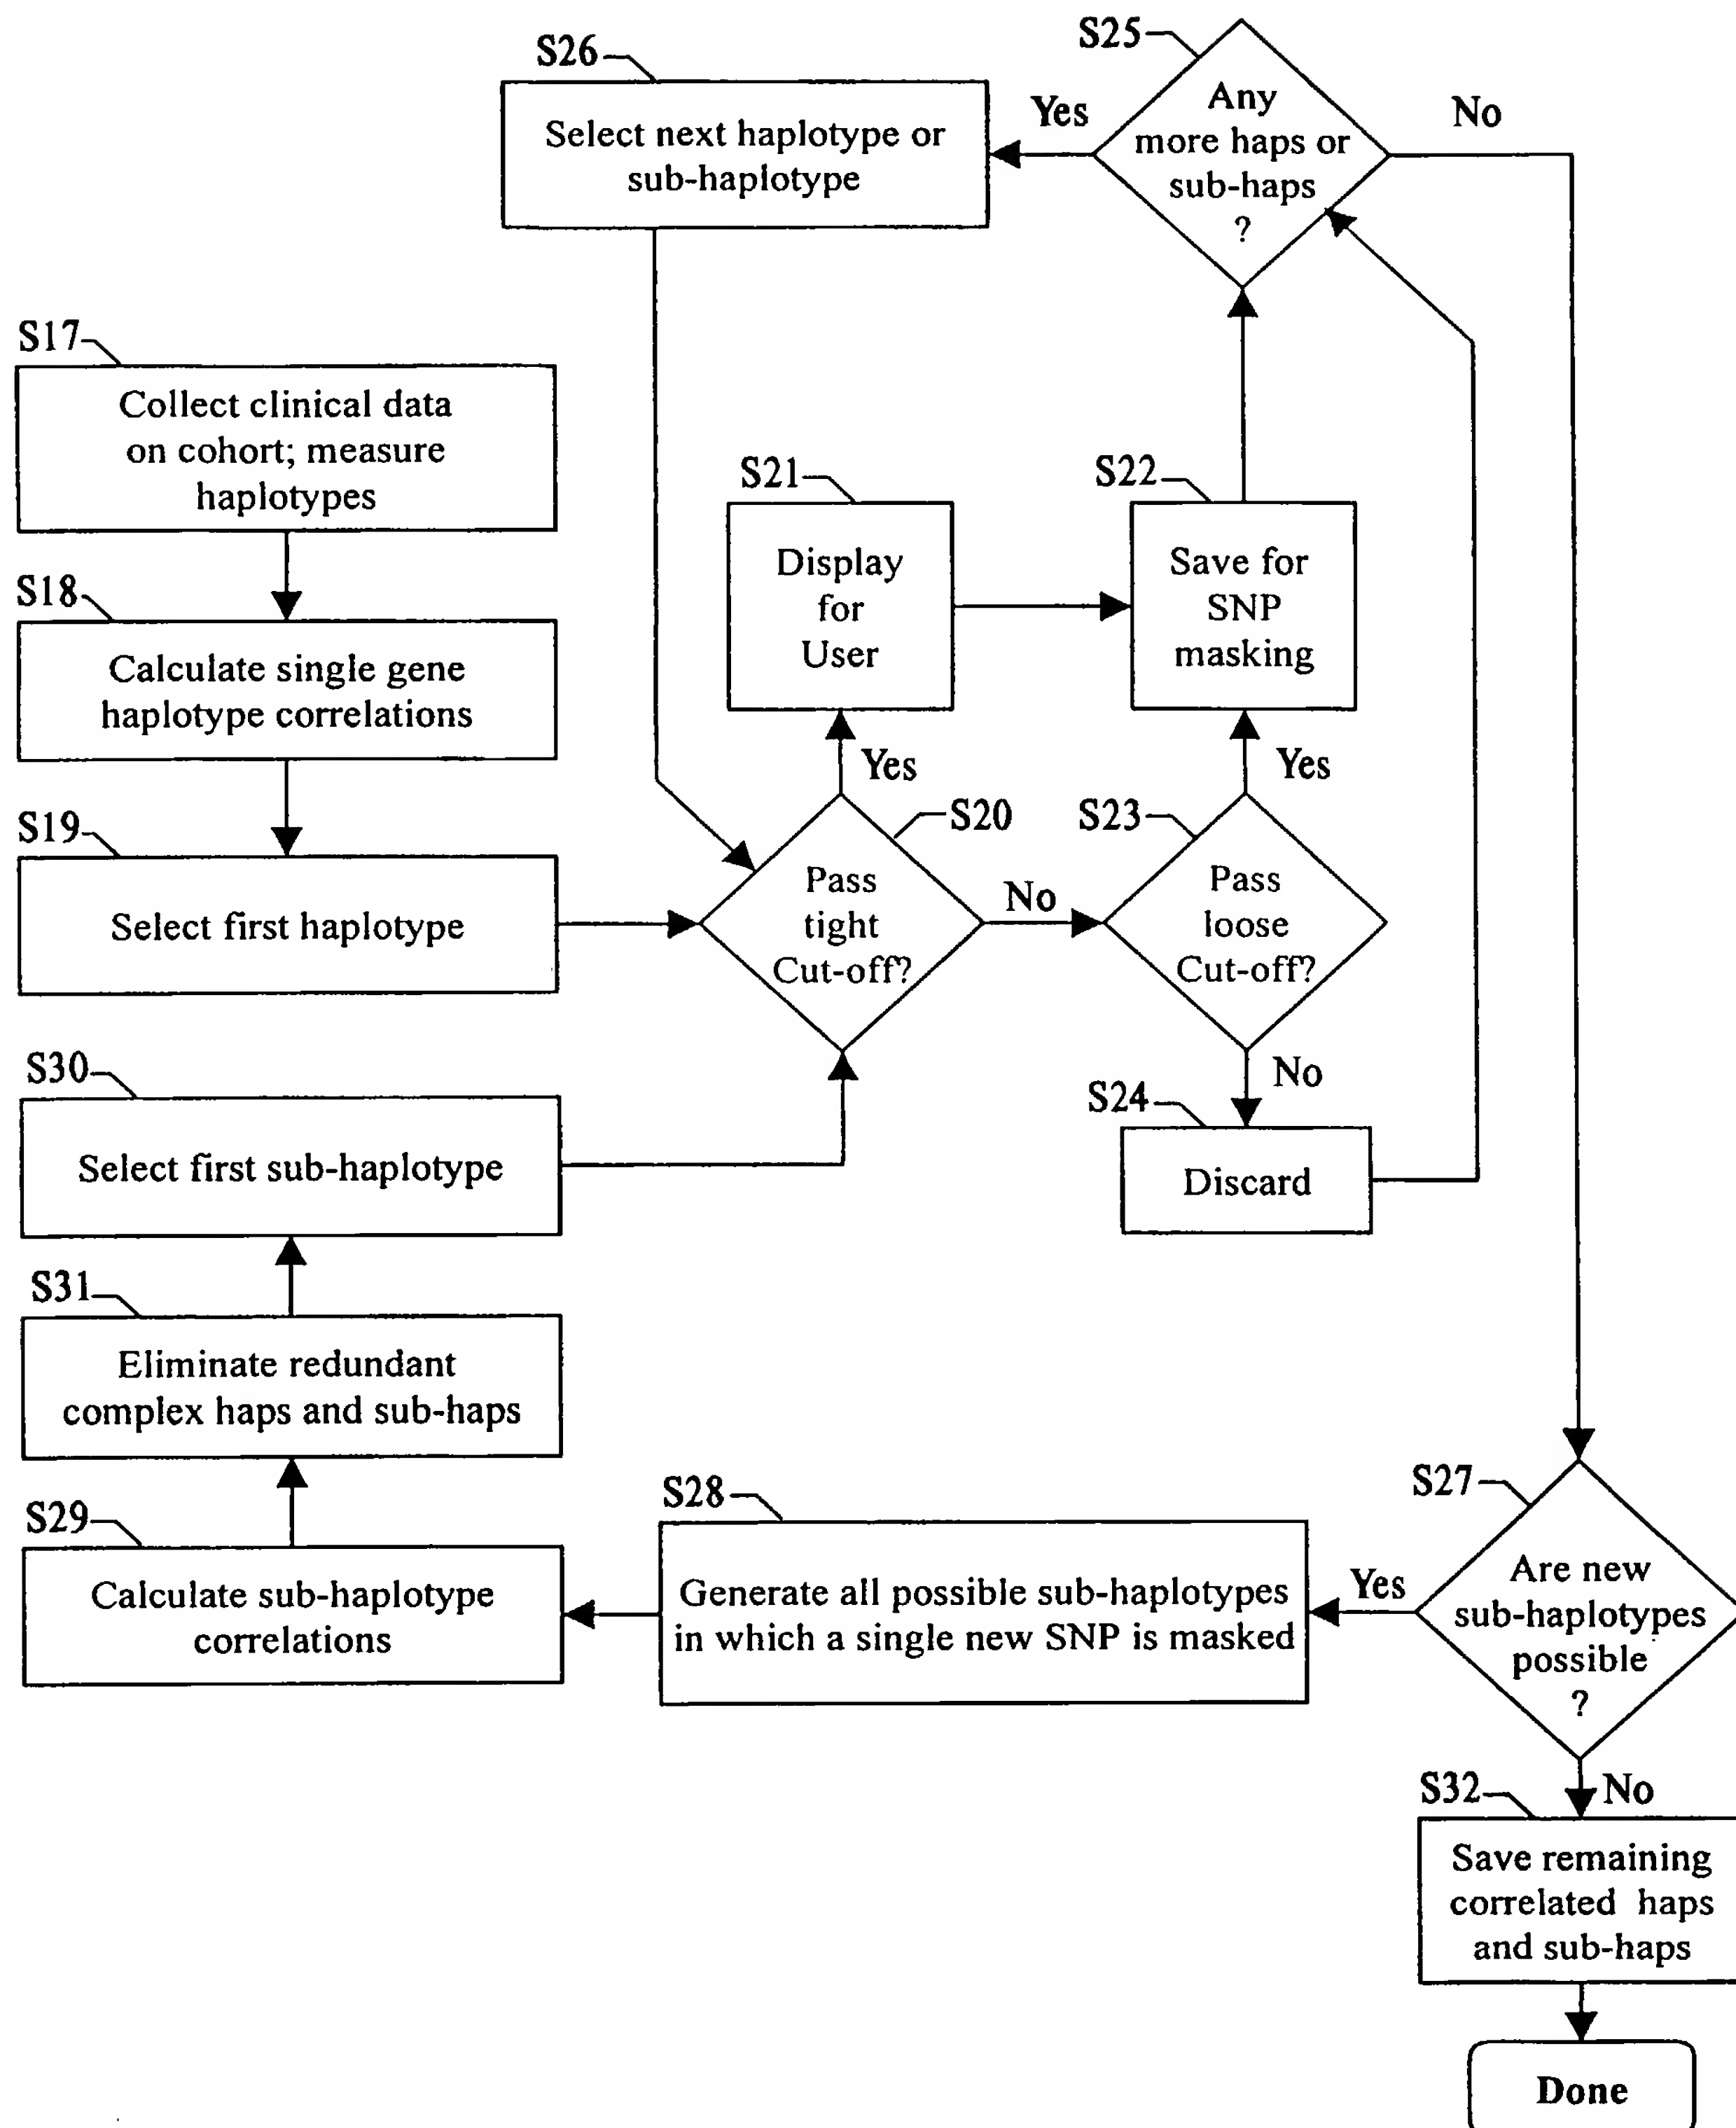 S25
S26
Any
more haps or
sub-haps
?
Yes
No
Select next haplotype or
sub-haplotype
S17
Collect clinical data
on cohort; measure
haplotypes
S18
Calculate single gene
haplotype correlations
S19
Select first haplotype
S21
Display
for
User
S22
Save for
SNP
masking
Yes
Yes
S20
Pass
tight
Cut-off?
No
S23
Pass
loose
Cut-off?
No
S24
Discard
S30
Select first sub-haplotype
S31
Eliminate redundant
complex haps and sub-haps
S29
Calculate sub-haplotype
correlations
S28
Generate all possible sub-haplotypes
in which a single new SNP is masked
Yes
S27
Are new
sub-haplotypes
possible
?
No
S32
Save remaining
correlated haps
and sub-haps
Done